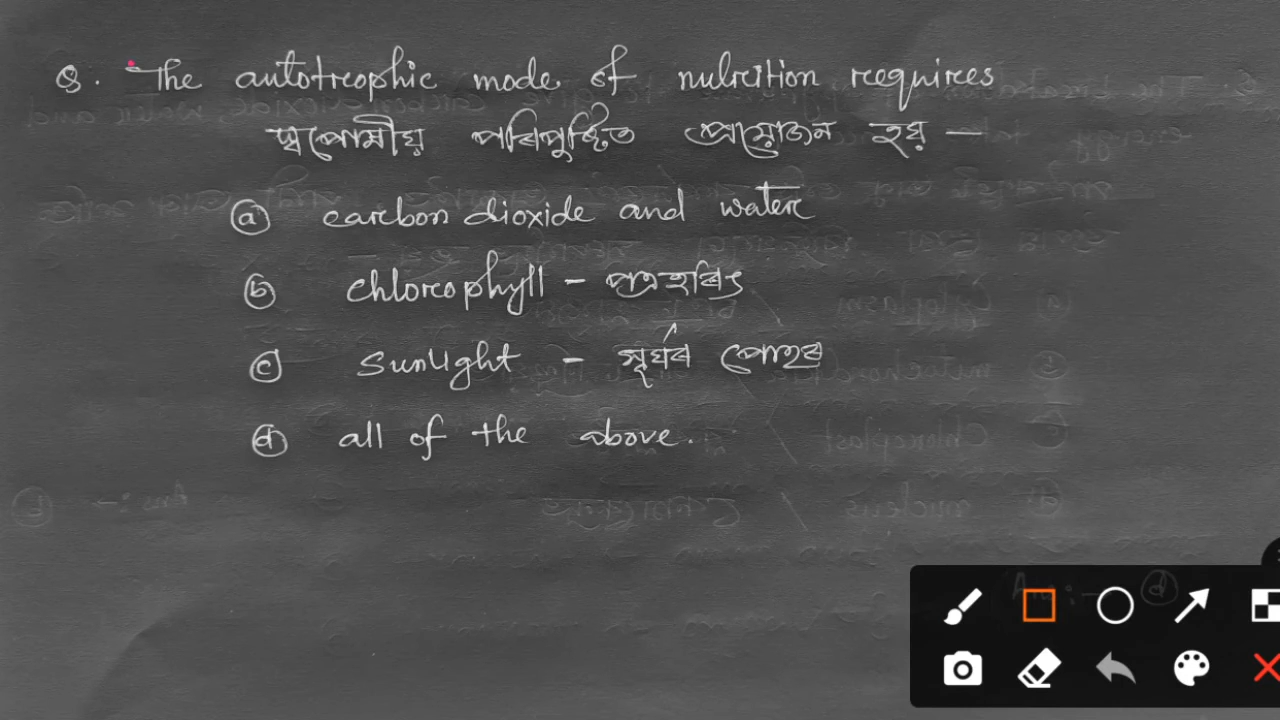 Q. The autotrophic mode of nutrition requires
স্বপোষীয় পৰিপুষ্টিত প্ৰয়োজন হয় —
(a) carbon dioxide and water
(b) chlorophyll - পত্ৰহৰিৎ
(c) Sunlight - সূৰ্যৰ পোহৰ
(d) all of the above.